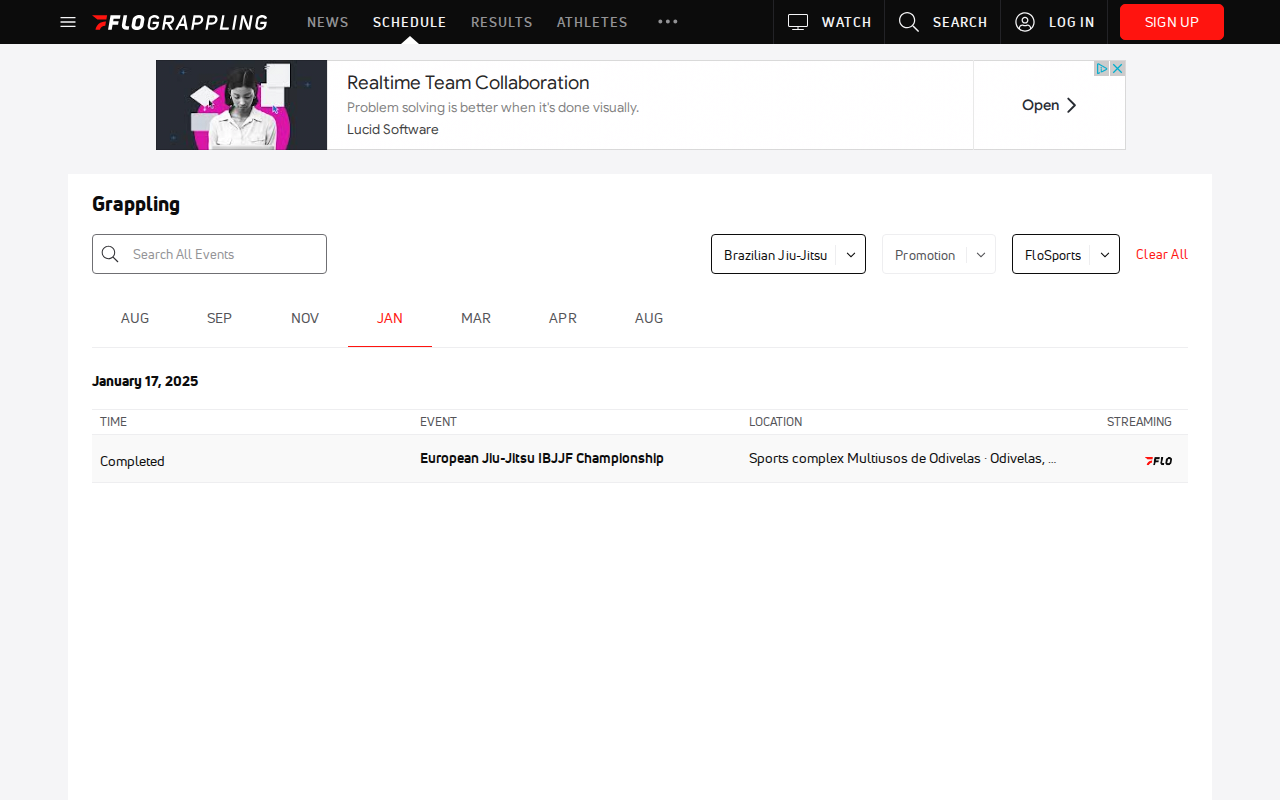 FLOGRAPPLING NEWS SCHEDULE RESULTS ATHLETES WATCH SEARCH LOG IN SIGN UP
Realtime Team Collaboration
Problem solving is better when it's done visually.
Lucid Software
Open
Grappling
Search All Events Brazilian Jiu-Jitsu Promotion FloSports Clear All
AUG SEP NOV JAN MAR APR AUG
January 17, 2025
TIME EVENT LOCATION STREAMING
Completed European Jiu-Jitsu IBJJF Championship Sports complex Multiusos de Odivelas · Odivelas, ... FLO